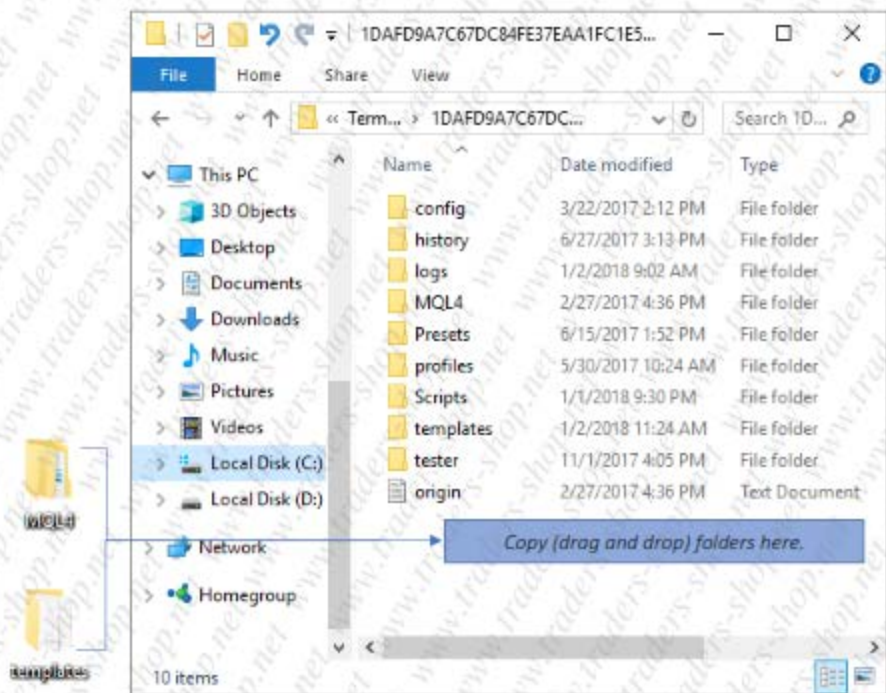 1DAFD9A7C67DC84FE37EAA1FC1E5...
File Home Share View
« Term... › 1DAFD9A7C67DC... Search 1D...
Name Date modified Type
This PC
3D Objects
Desktop
Documents
Downloads
Music
Pictures
Videos
Local Disk (C:)
Local Disk (D:)
Network
Homegroup
config 3/22/2017 2:12 PM File folder
history 6/27/2017 3:13 PM File folder
logs 1/2/2018 9:02 AM File folder
MQL4 2/27/2017 4:36 PM File folder
Presets 6/15/2017 1:52 PM File folder
profiles 5/30/2017 10:24 AM File folder
Scripts 1/1/2018 9:30 PM File folder
templates 1/2/2018 11:24 AM File folder
tester 11/1/2017 4:05 PM File folder
origin 2/27/2017 4:36 PM Text Document
Copy (drag and drop) folders here.
MQL4
templates
10 items
www.traders-shop.net